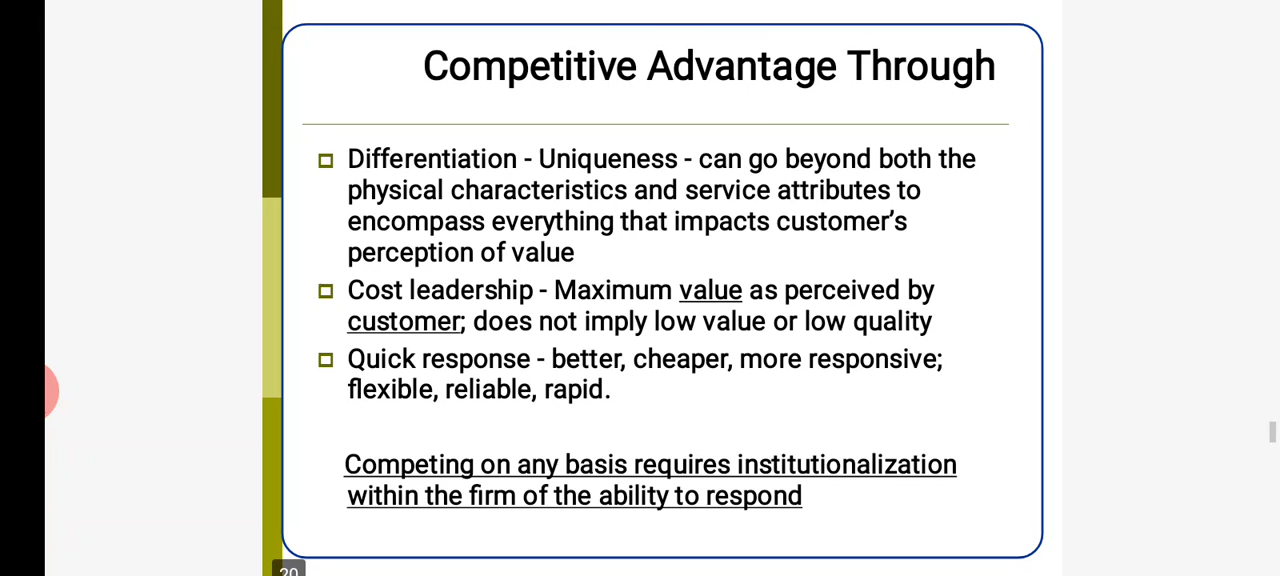 Competitive Advantage Through
Differentiation - Uniqueness - can go beyond both the
physical characteristics and service attributes to
encompass everything that impacts customer's
perception of value
Cost leadership - Maximum value as perceived by
customer; does not imply low value or low quality
Quick response - better, cheaper, more responsive;
flexible, reliable, rapid.
Competing on any basis requires institutionalization
within the firm of the ability to respond
20